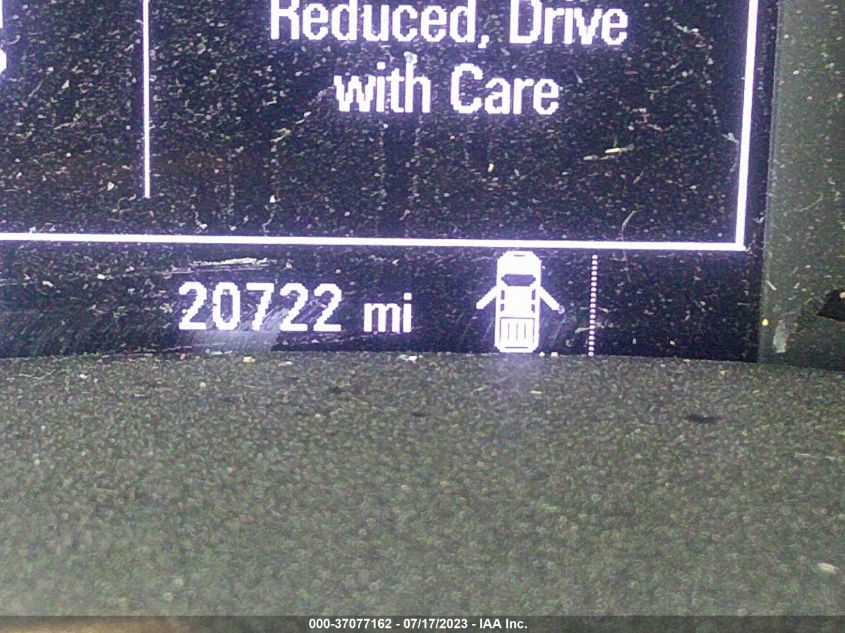 Reduced, Drive
with Care
20722 mi
000-37077162 - 07/17/2023 - IAA Inc.